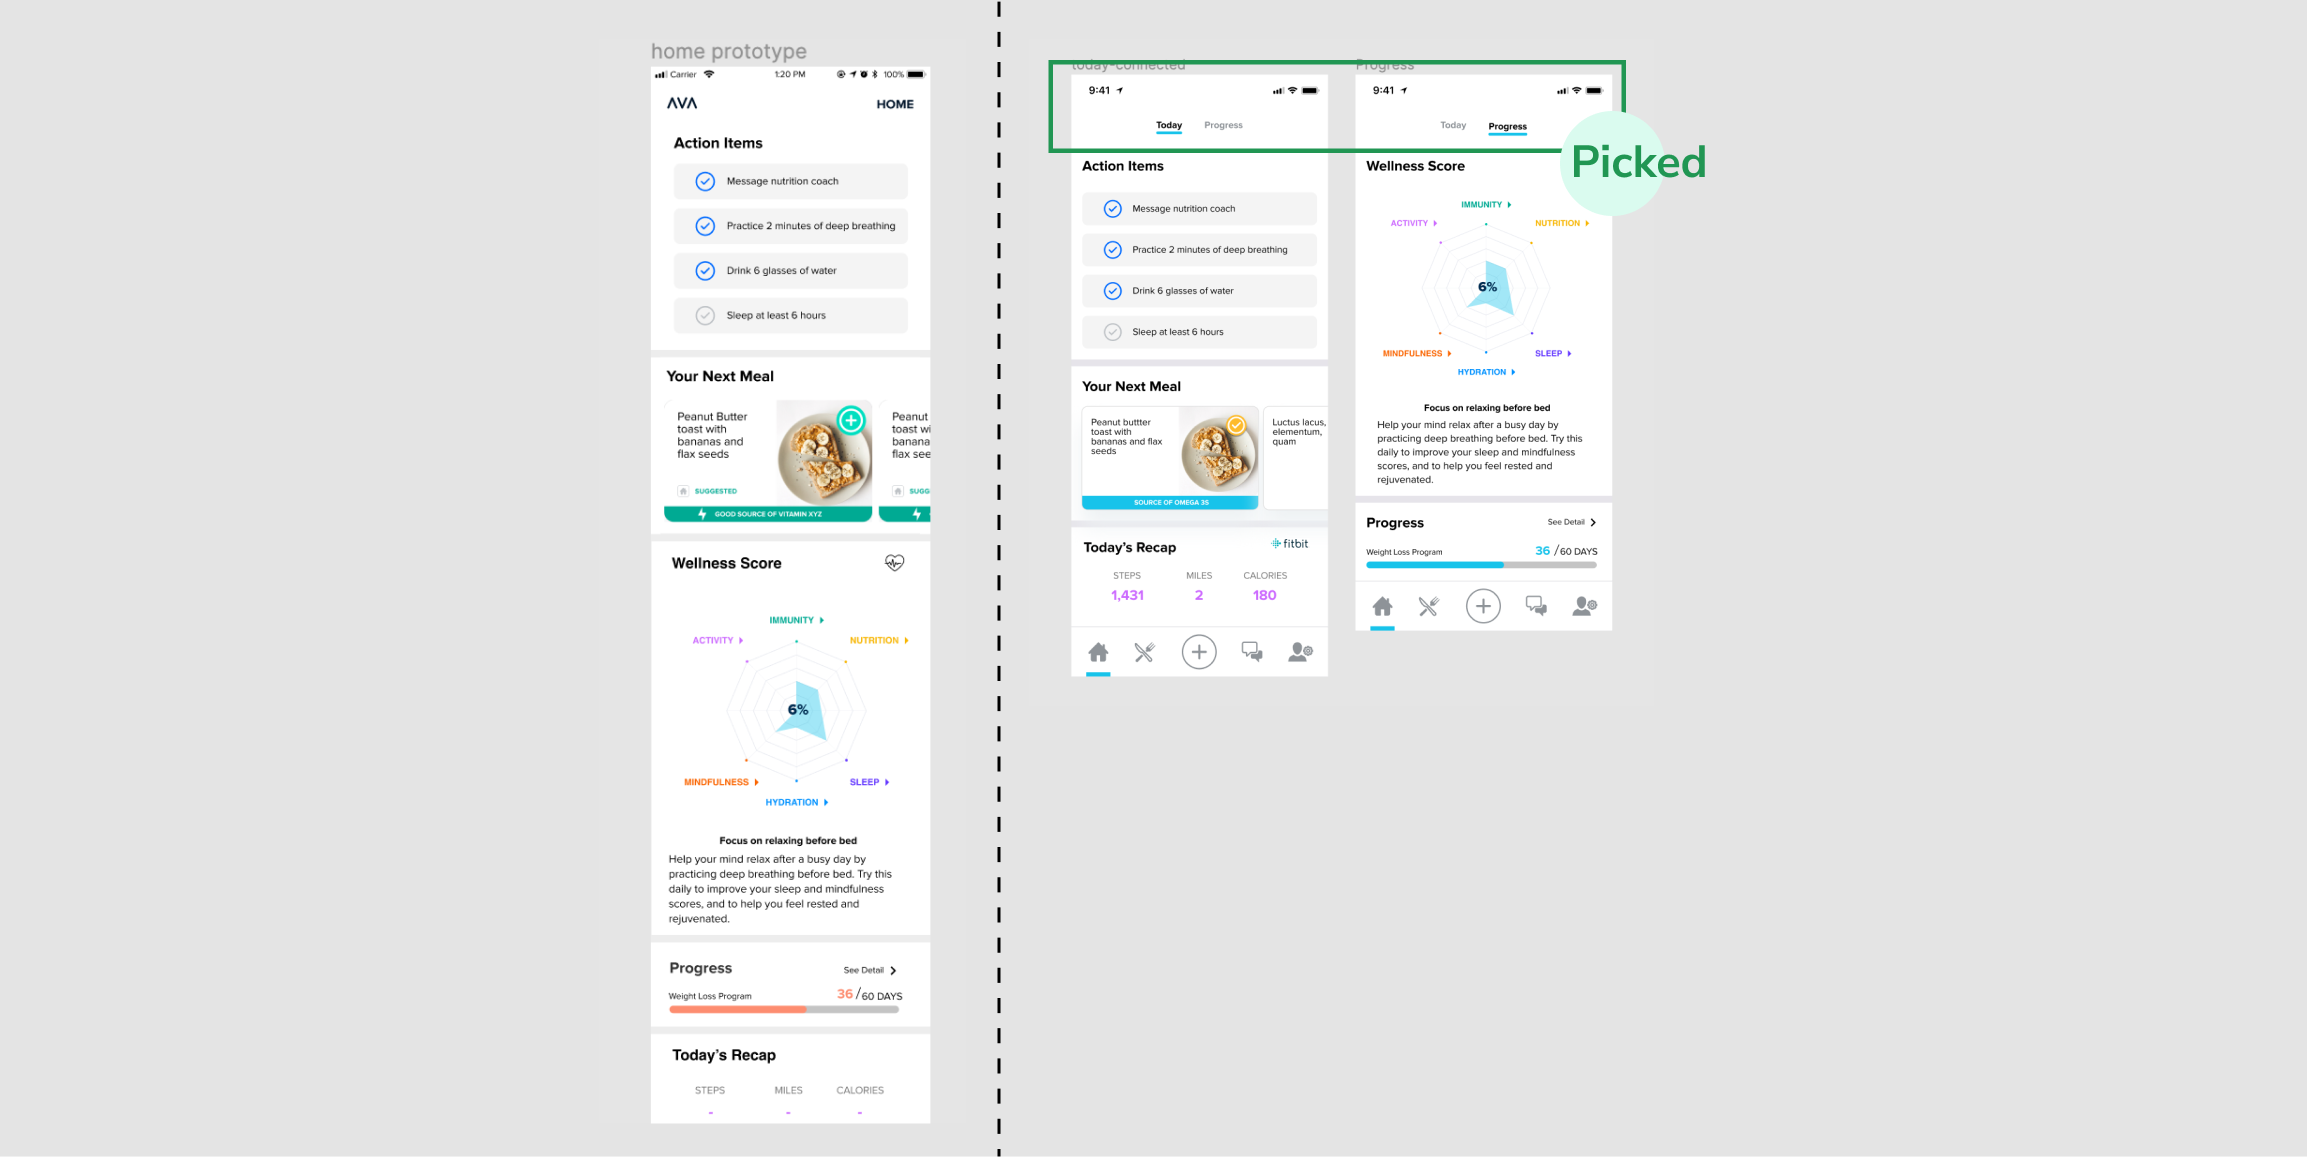 home prototype
Carrier
1:20 PM
100%
AVA
HOME
Action Items
Message nutrition coach
Practice 2 minutes of deep breathing
Drink 6 glasses of water
Sleep at least 6 hours
Your Next Meal
Peanut Butter
toast with
bananas and
flax seeds
SUGGESTED
GOOD SOURCE OF VITAMIN XYZ
Peanut
toast wi
banana
flax see
SUGG
Wellness Score
IMMUNITY
ACTIVITY
NUTRITION
6%
MINDFULNESS
SLEEP
HYDRATION
Focus on relaxing before bed
Help your mind relax after a busy day by
practicing deep breathing before bed. Try this
daily to improve your sleep and mindfulness
scores, and to help you feel rested and
rejuvenated.
Progress
See Detail
Weight Loss Program
36 /60 DAYS
Today's Recap
STEPS MILES CALORIES
- - -
today-connected
9:41
Today Progress
Action Items
Message nutrition coach
Practice 2 minutes of deep breathing
Drink 6 glasses of water
Sleep at least 6 hours
Your Next Meal
Peanut buttter
toast with
bananas and flax
seeds
SOURCE OF OMEGA 3S
Luctus lacus,
elementum,
quam
Today's Recap
fitbit
STEPS MILES CALORIES
1,431 2 180
Progress
9:41
Today Progress
Picked
Wellness Score
IMMUNITY
ACTIVITY
NUTRITION
6%
MINDFULNESS
SLEEP
HYDRATION
Focus on relaxing before bed
Help your mind relax after a busy day by
practicing deep breathing before bed. Try this
daily to improve your sleep and mindfulness
scores, and to help you feel rested and
rejuvenated.
Progress
See Detail
Weight Loss Program
36 /60 DAYS